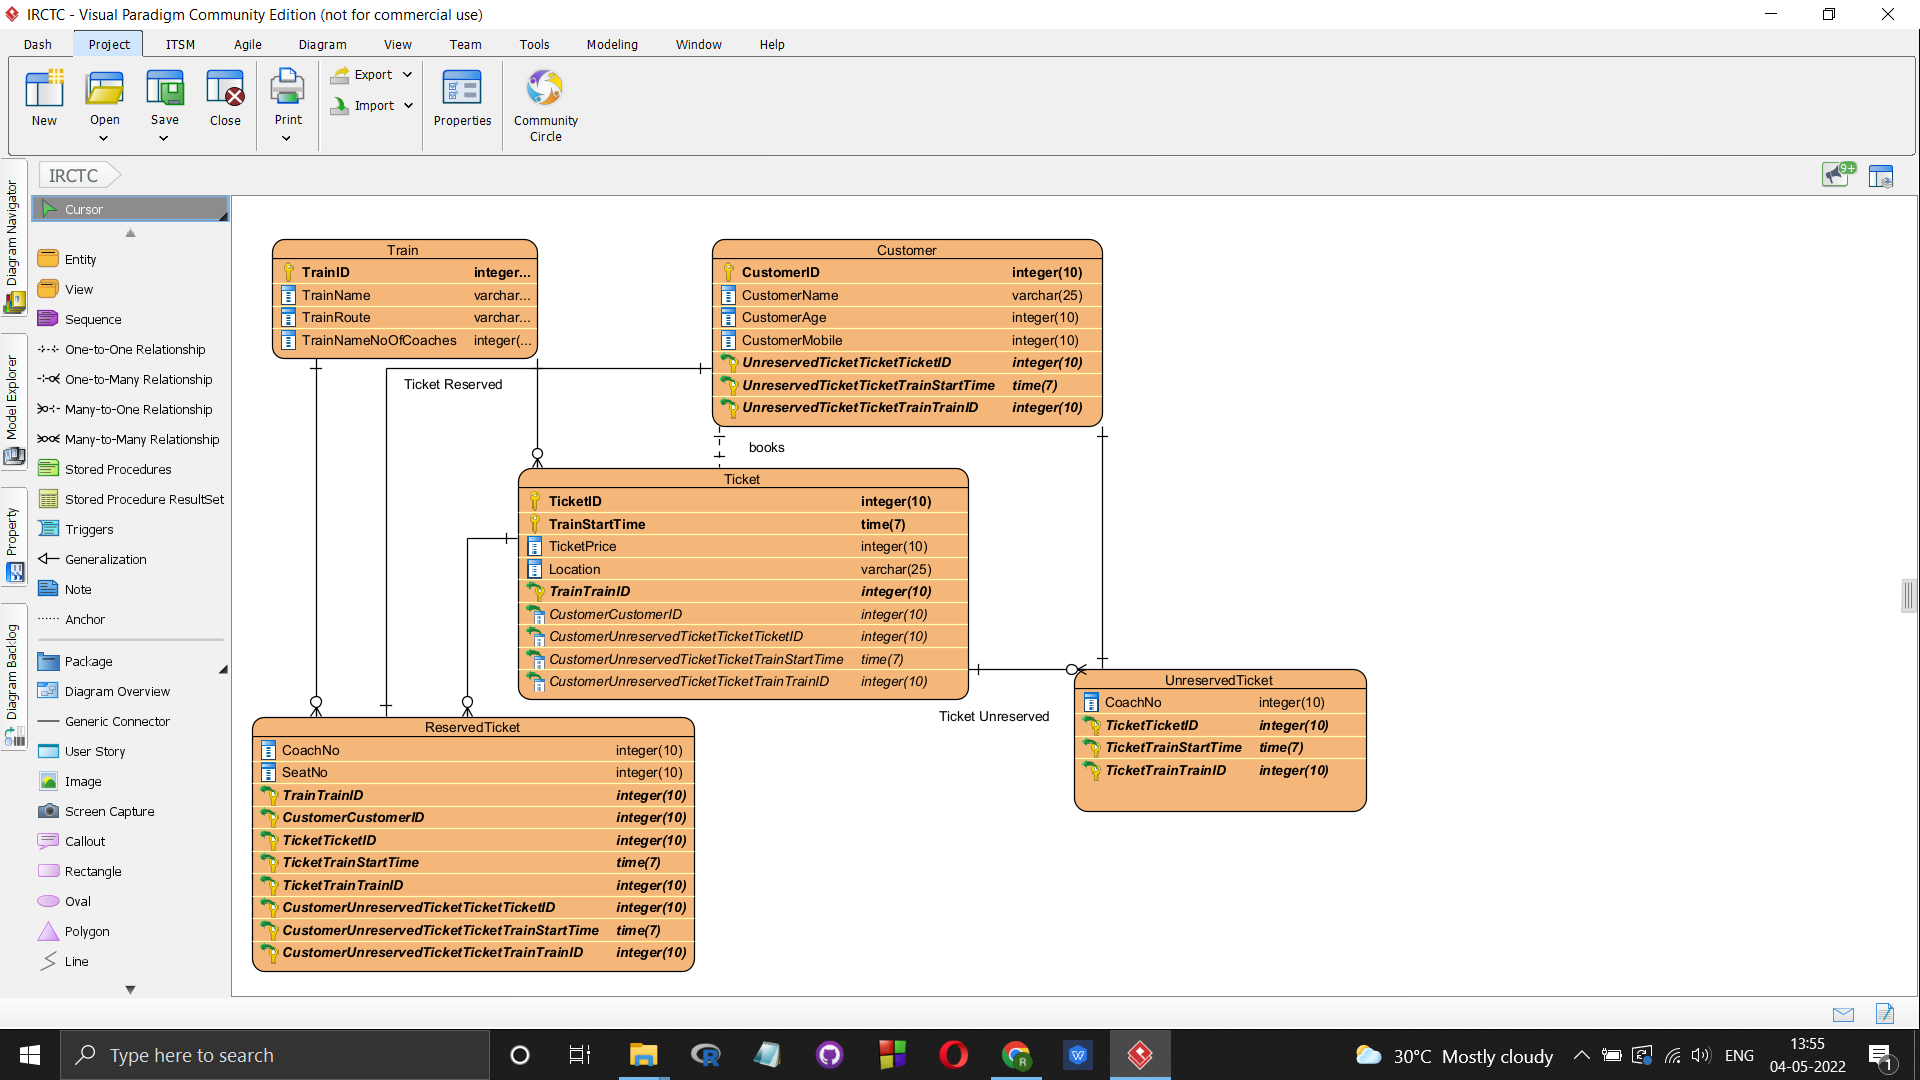 IRCTC - Visual Paradigm Community Edition (not for commercial use)
Dash Project ITSM Agile Diagram View Team Tools Modeling Window Help
New Open Save Close Print Export Import Properties Community Circle
IRCTC
9+
Diagram Navigator
Model Explorer
Property
Diagram Backlog
Cursor
Entity
View
Sequence
One-to-One Relationship
One-to-Many Relationship
Many-to-One Relationship
Many-to-Many Relationship
Stored Procedures
Stored Procedure ResultSet
Triggers
Generalization
Note
Anchor
Package
Diagram Overview
Generic Connector
User Story
Image
Screen Capture
Callout
Rectangle
Oval
Polygon
Line
Train
TrainID integer...
TrainName varchar...
TrainRoute varchar...
TrainNameNoOfCoaches integer(...
Customer
CustomerID integer(10)
CustomerName varchar(25)
CustomerAge integer(10)
CustomerMobile integer(10)
UnreservedTicketTicketTicketID integer(10)
UnreservedTicketTicketTrainStartTime time(7)
UnreservedTicketTicketTrainTrainID integer(10)
Ticket Reserved
books
Ticket
TicketID integer(10)
TrainStartTime time(7)
TicketPrice integer(10)
Location varchar(25)
TrainTrainID integer(10)
CustomerCustomerID integer(10)
CustomerUnreservedTicketTicketTicketID integer(10)
CustomerUnreservedTicketTicketTrainStartTime time(7)
CustomerUnreservedTicketTicketTrainTrainID integer(10)
Ticket Unreserved
UnreservedTicket
CoachNo integer(10)
TicketTicketID integer(10)
TicketTrainStartTime time(7)
TicketTrainTrainID integer(10)
ReservedTicket
CoachNo integer(10)
SeatNo integer(10)
TrainTrainID integer(10)
CustomerCustomerID integer(10)
TicketTicketID integer(10)
TicketTrainStartTime time(7)
TicketTrainTrainID integer(10)
CustomerUnreservedTicketTicketTicketID integer(10)
CustomerUnreservedTicketTicketTrainStartTime time(7)
CustomerUnreservedTicketTicketTrainTrainID integer(10)
Type here to search
R
R
W
30°C Mostly cloudy
ENG
13:55
04-05-2022
1